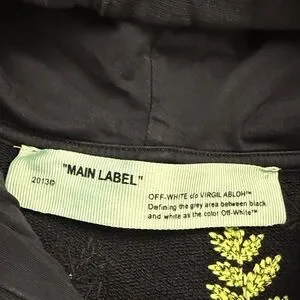 "MAIN LABEL"
2013©
OFF-WHITE c/o VIRGIL ABLOH™
Defining the grey area between black
and white as the color Off-White™